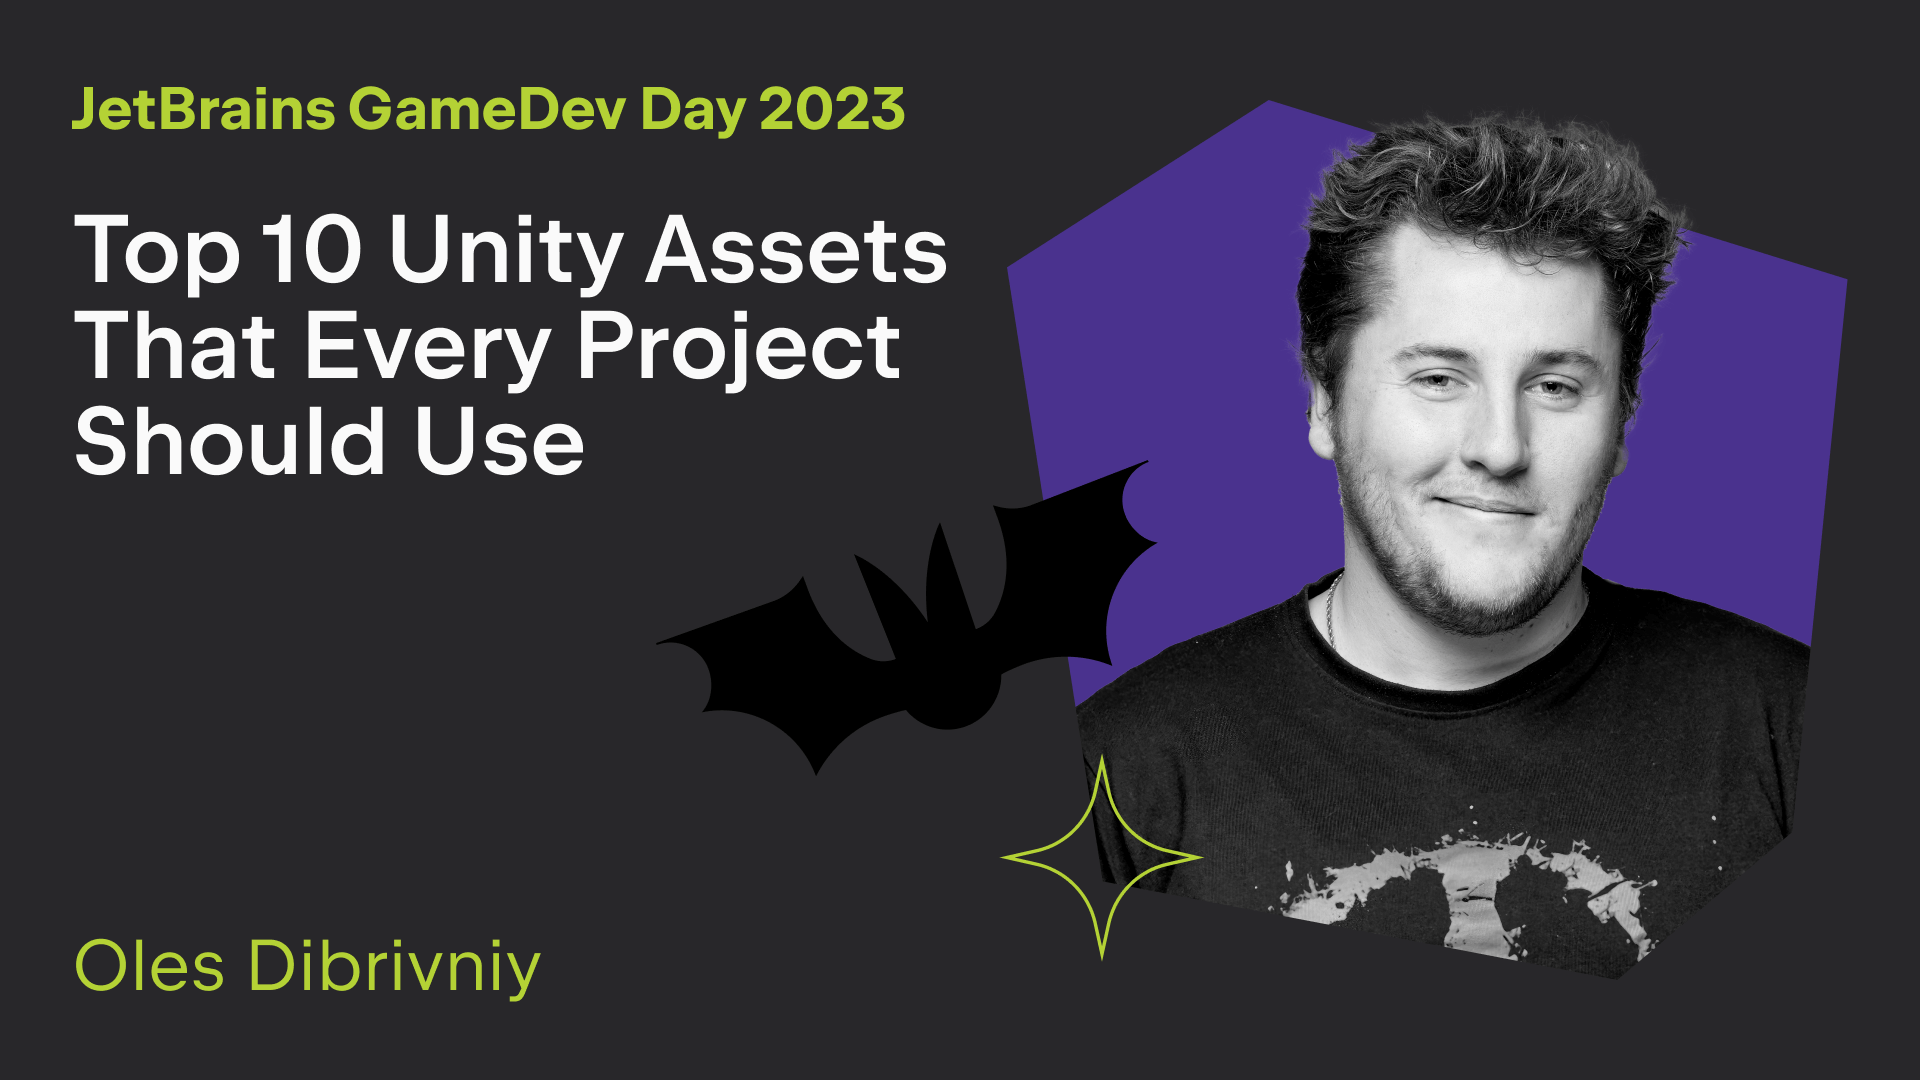 JetBrains GameDev Day 2023
Top 10 Unity Assets
That Every Project
Should Use
Oles Dibrivniy